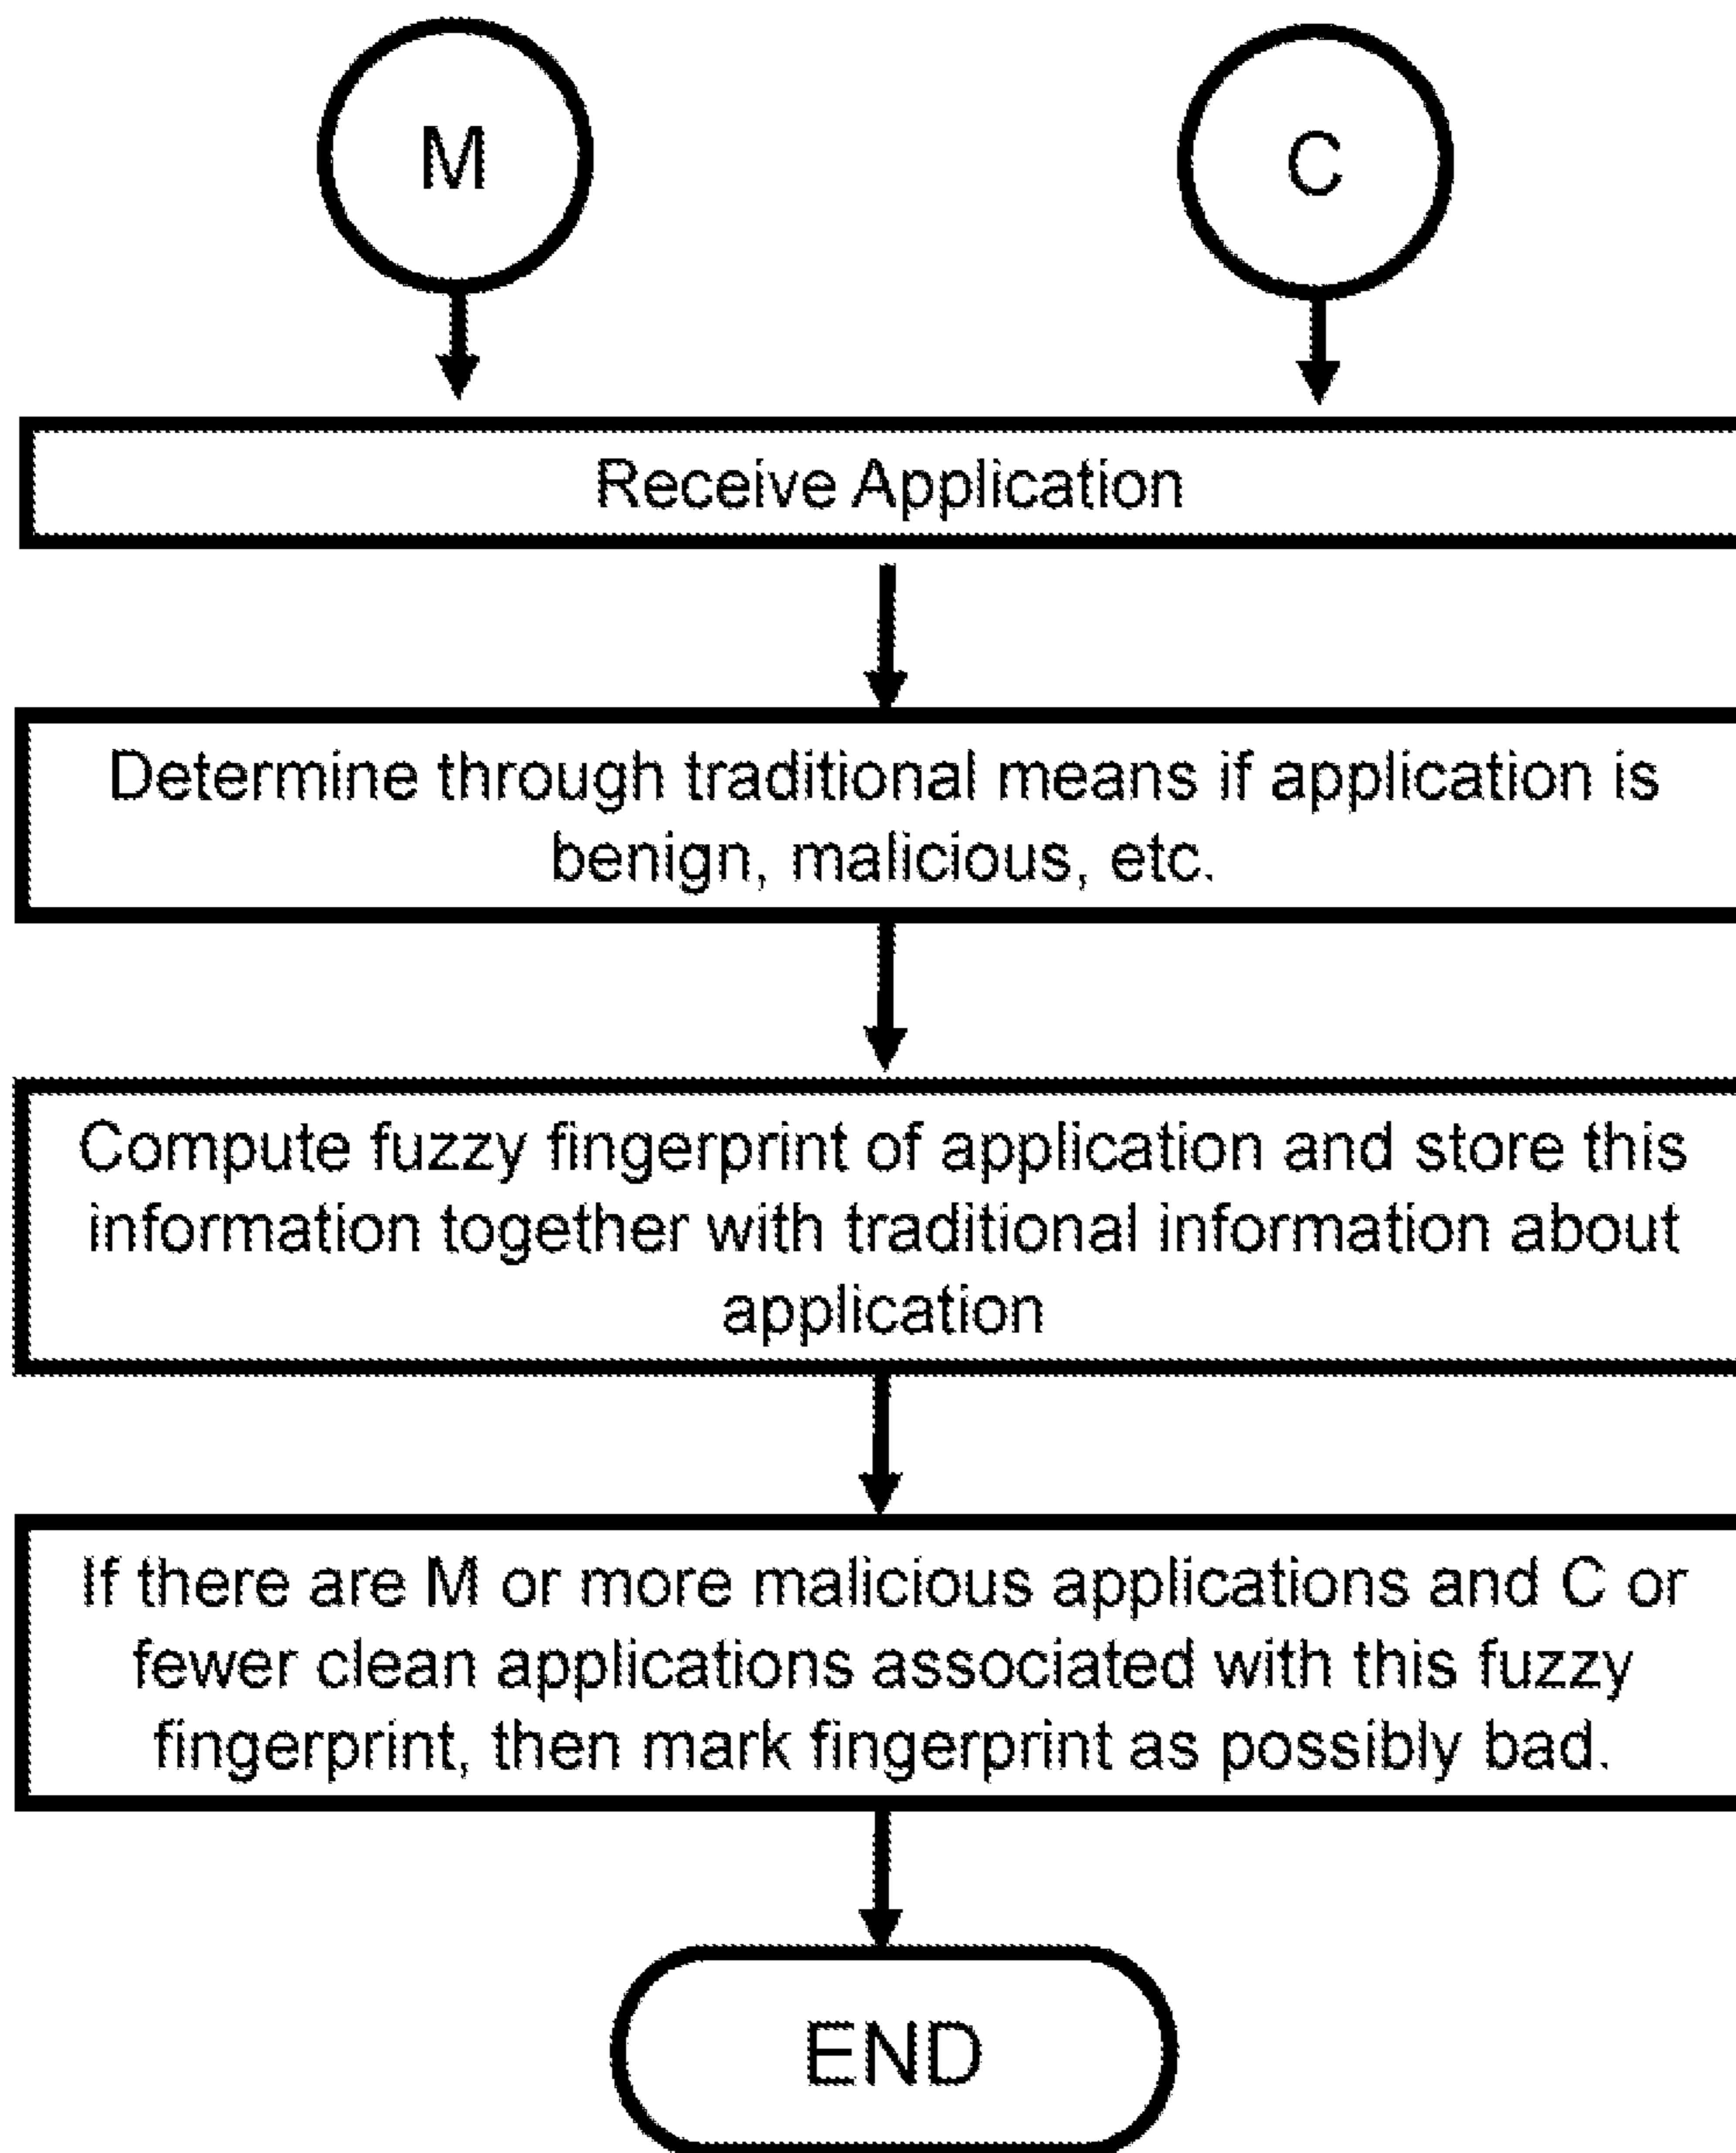 M
C
Receive Application
Determine through traditional means if application is
benign, malicious, etc.
Compute fuzzy fingerprint of application and store this
information together with traditional information about
application
If there are M or more malicious applications and C or
fewer clean applications associated with this fuzzy
fingerprint, then mark fingerprint as possibly bad.
END